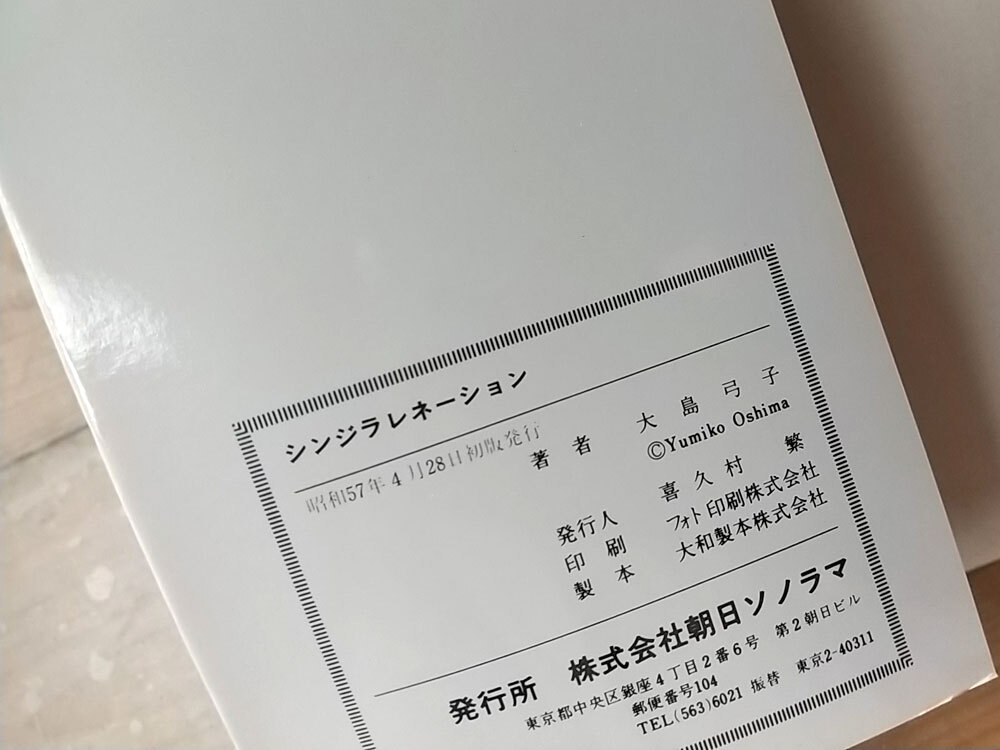 シンジラレネーション
昭和57年4月28日初版発行
著者 大島弓子
©Yumiko Oshima
発行人 喜久村繁
印刷 フォト印刷株式会社
製本 大和製本株式会社
発行所 株式会社朝日ソノラマ
東京都中央区銀座4丁目2番6号 第2朝日ビル
郵便番号104
TEL(563)6021 振替 東京2-40311